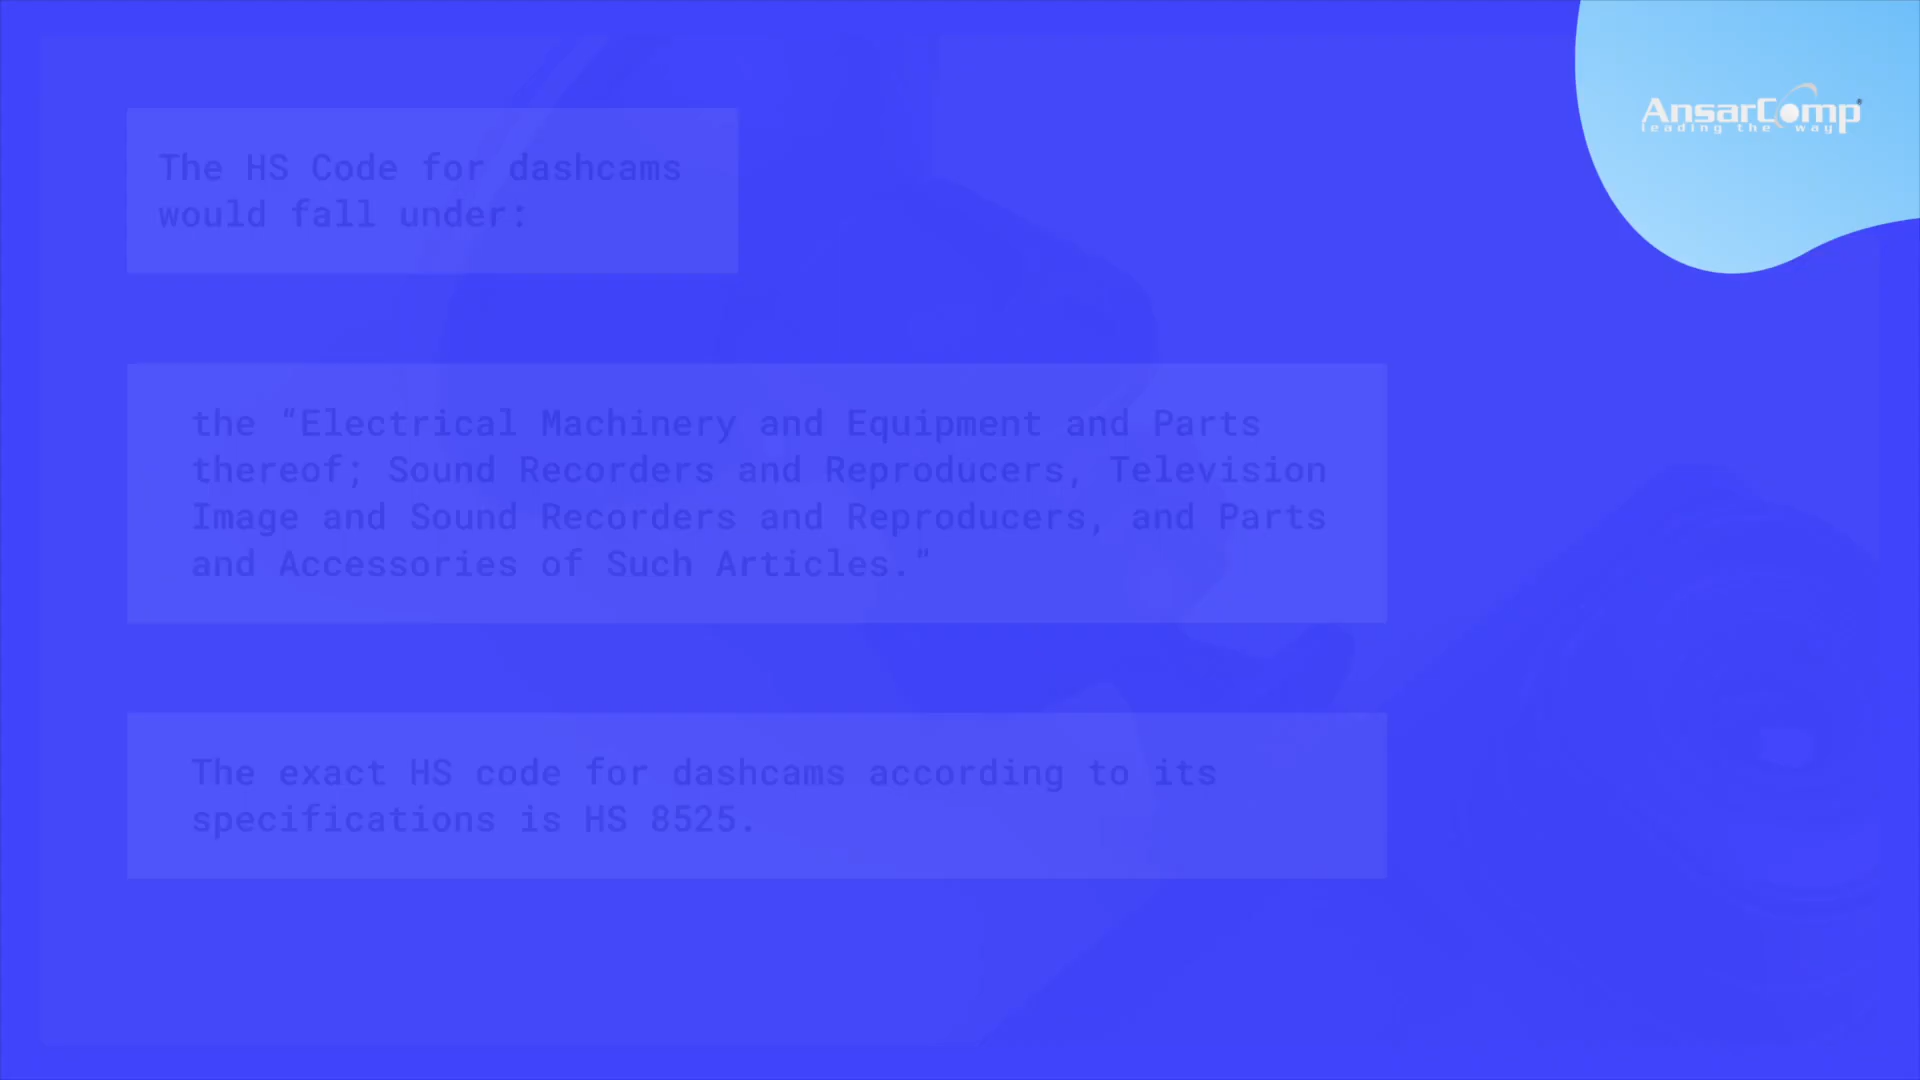 AnsarComp
leading the way
The HS Code for dashcams
would fall under:
the “Electrical Machinery and Equipment and Parts
thereof; Sound Recorders and Reproducers, Television
Image and Sound Recorders and Reproducers, and Parts
and Accessories of Such Articles.”
The exact HS code for dashcams according to its
specifications is HS 8525.